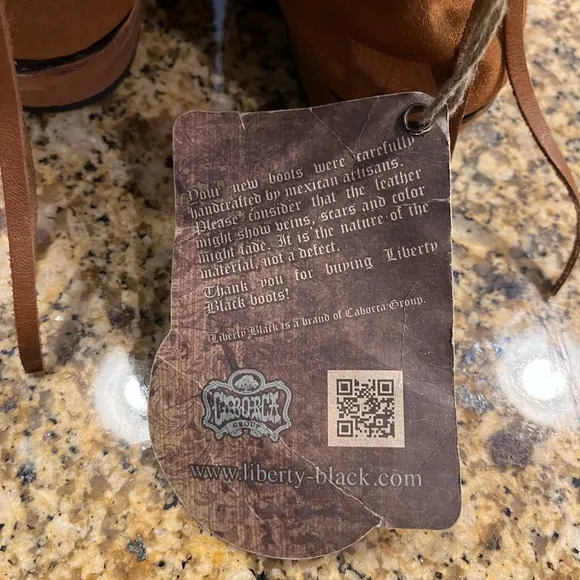 Your new boots were carefully
handcrafted by mexican artisans.
Please consider that the leather
might show veins, scars and color
might fade. It is the nature of the
material, not a defect.
Thank you for buying Liberty
Black boots!
Liberty Black is a brand of Caborca Group.
CABORCA
GROUP
www.liberty-black.com